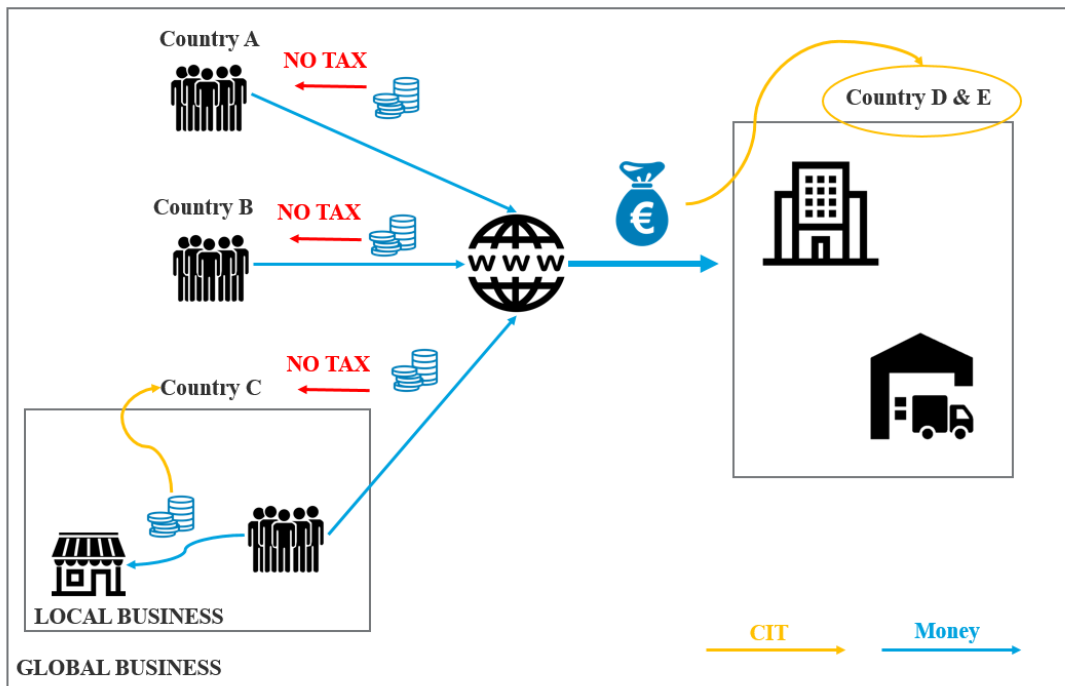 Country A
NO TAX
Country D & E
Country B
NO TAX
€
WWW
NO TAX
Country C
LOCAL BUSINESS
CIT
Money
GLOBAL BUSINESS